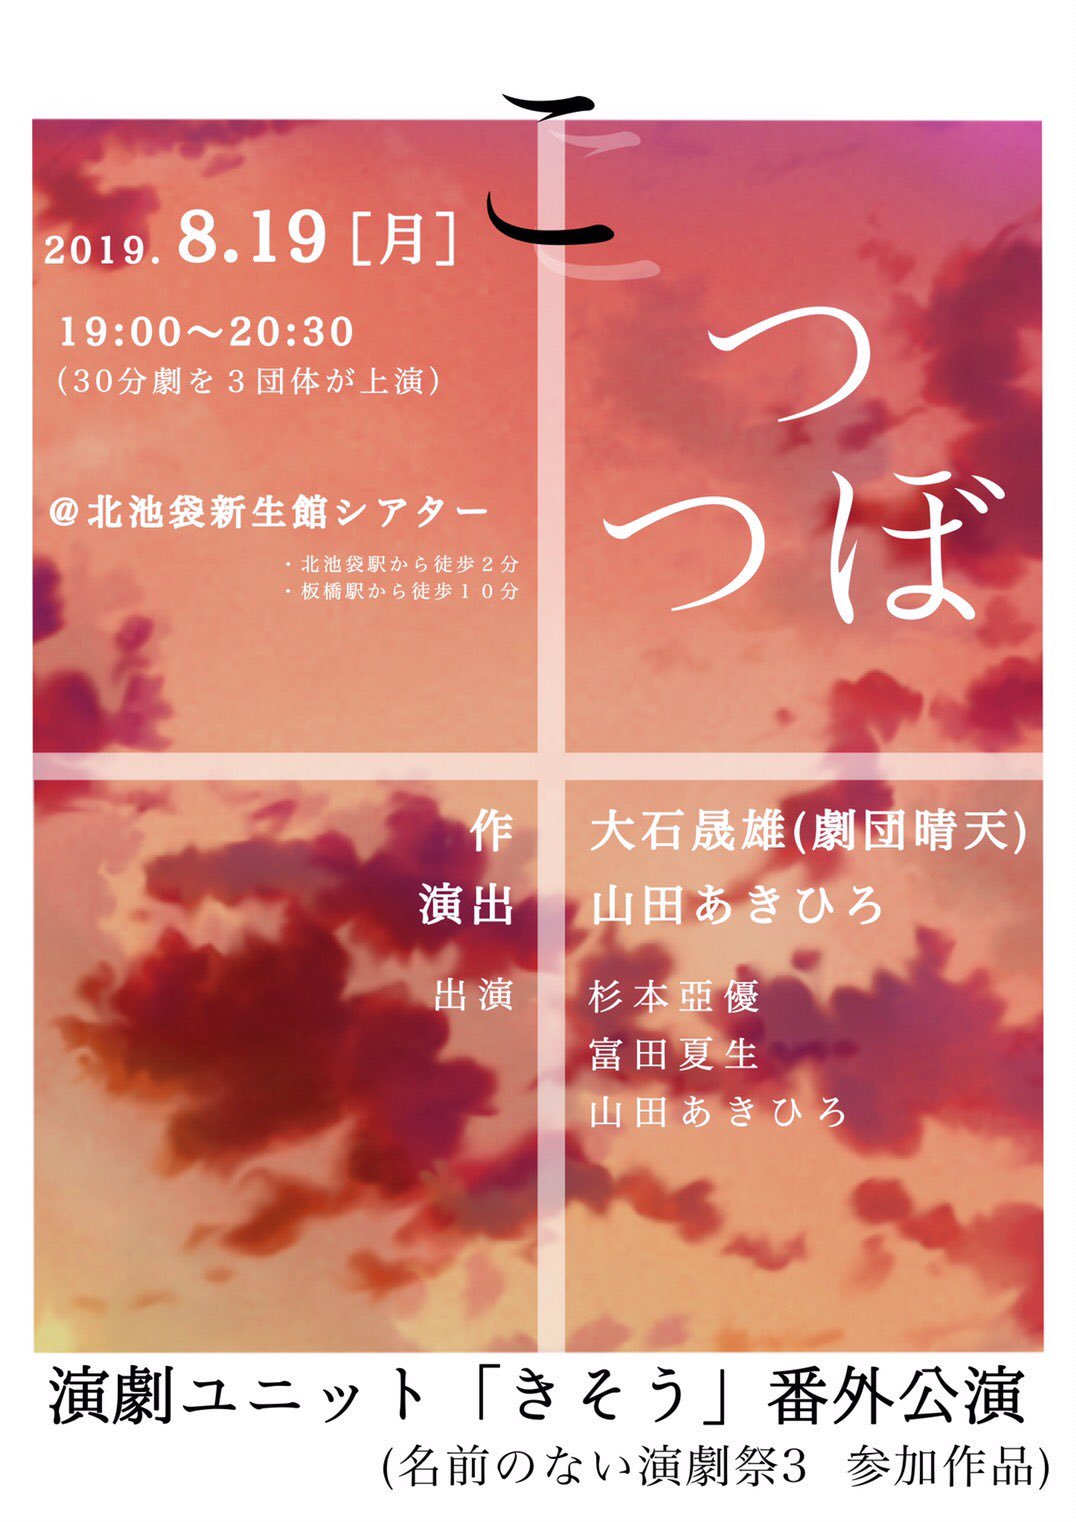 こつつぼ
2019. 8.19［月］
19:00〜20:30
（30分劇を３団体が上演）
＠北池袋新生館シアター
・北池袋駅から徒歩２分
・板橋駅から徒歩１０分
作 大石晟雄(劇団晴天)
演出 山田あきひろ
出演 杉本亞優
富田夏生
山田あきひろ
演劇ユニット「きそう」番外公演
(名前のない演劇祭3 参加作品)